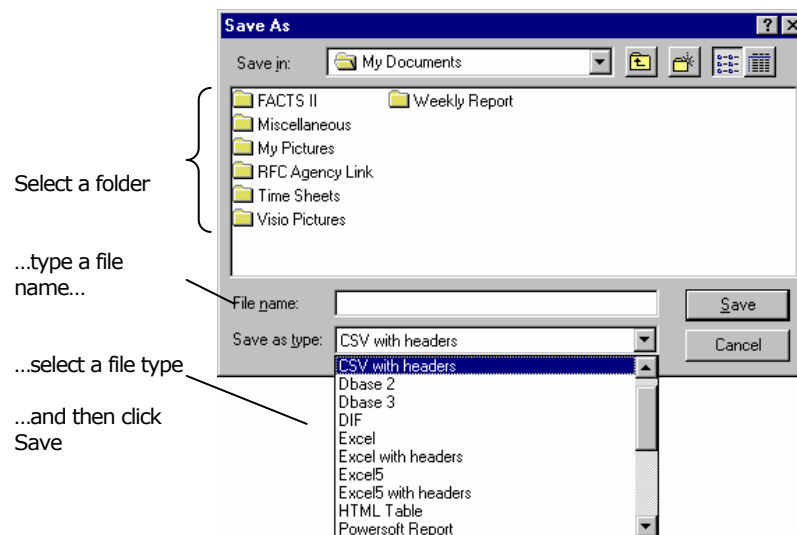 Save As
Save in:
My Documents
FACTS II
Weekly Report
Miscellaneous
My Pictures
RFC Agency Link
Time Sheets
Visio Pictures
Select a folder
...type a file
name...
File name:
Save
Save as type:
CSV with headers
Cancel
...select a file type
...and then click
Save
CSV with headers
Dbase 2
Dbase 3
DIF
Excel
Excel with headers
Excel5
Excel5 with headers
HTML Table
Powersoft Report